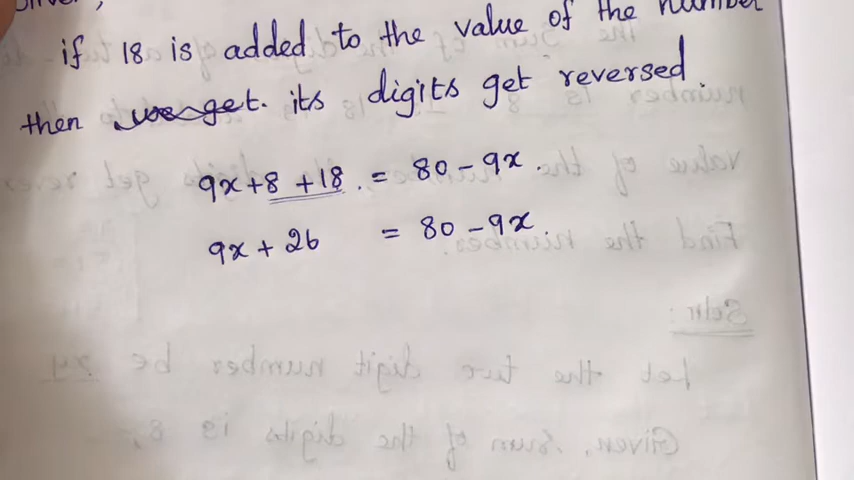 if 18 is added to the value of the number
then its digits get reversed.
9x+8 +18 = 80-9x.
9x + 26 = 80-9x.